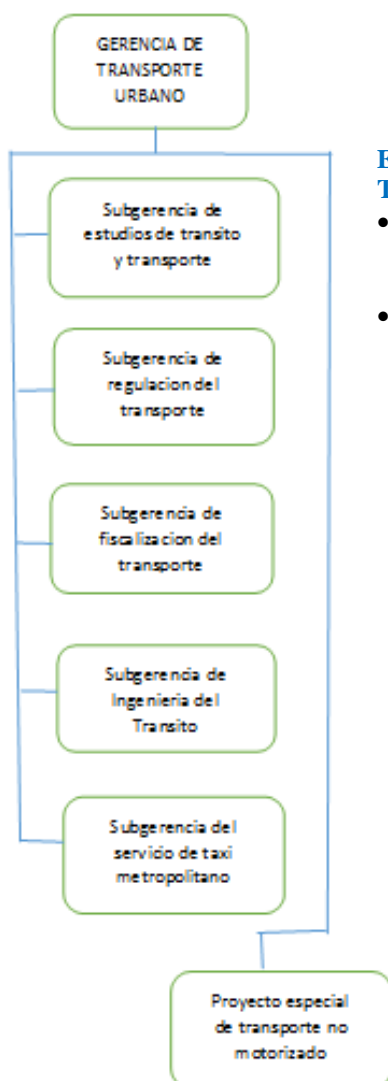 GERENCIA DE
TRANSPORTE
URBANO
Subgerencia de
estudios de transito
y transporte
Subgerencia de
regulacion del
transporte
Subgerencia de
fiscalizacion del
transporte
Subgerencia de
Ingenieria del
Transito
Subgerencia del
servicio de taxi
metropolitano
Proyecto especial
de transporte no
motorizado